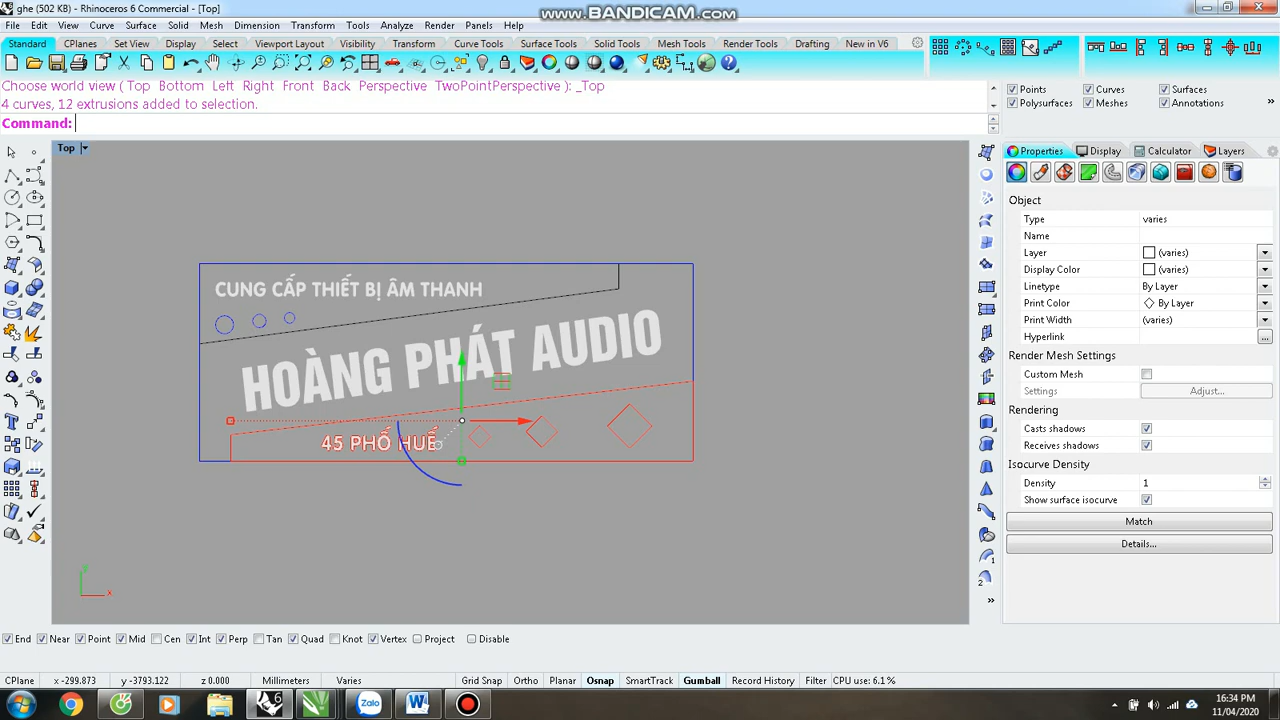 ghe (502 KB) - Rhinoceros 6 Commercial - [Top]
www.BANDICAM.com
File Edit View Curve Surface Solid Mesh Dimension Transform Tools Analyze Render Panels Help
Standard CPlanes Set View Display Select Viewport Layout Visibility Transform Curve Tools Surface Tools Solid Tools Mesh Tools Render Tools Drafting New in V6
Choose world view ( Top Bottom Left Right Front Back Perspective TwoPointPerspective ): _Top
4 curves, 12 extrusions added to selection.
Command:
Points Curves Surfaces
Polysurfaces Meshes Annotations
Top
Properties Display Calculator Layers
Object
Type varies
Name
Layer (varies)
Display Color (varies)
Linetype By Layer
Print Color By Layer
Print Width (varies)
Hyperlink ...
Render Mesh Settings
Custom Mesh
Settings Adjust...
Rendering
Casts shadows
Receives shadows
Isocurve Density
Density 1
Show surface isocurve
Match
Details...
CUNG CẤP THIẾT BỊ ÂM THANH
HOÀNG PHÁT AUDIO
45 PHỐ HUẾ
y
x
End Near Point Mid Cen Int Perp Tan Quad Knot Vertex Project Disable
CPlane x -299.873 y -3793.122 z 0.000 Millimeters Varies Grid Snap Ortho Planar Osnap SmartTrack Gumball Record History Filter CPU use: 6.1 %
Zalo
16:34 PM
11/04/2020